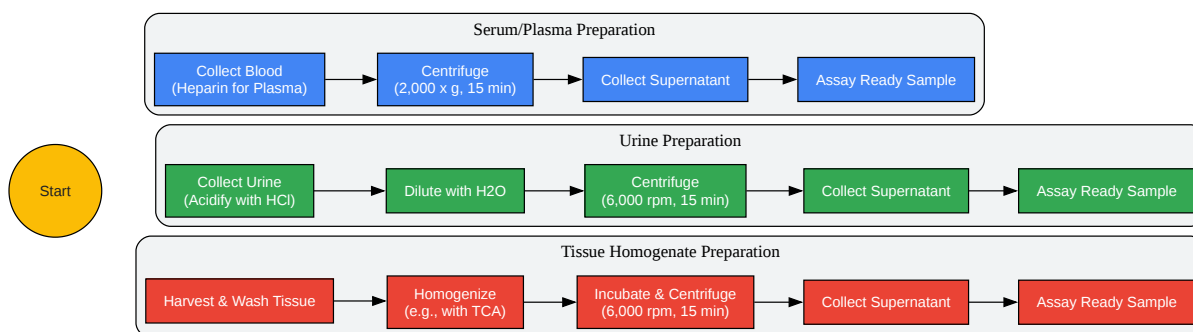 Serum/Plasma Preparation
Collect Blood
(Heparin for Plasma)
Centrifuge
(2,000 x g, 15 min)
Collect Supernatant
Assay Ready Sample
Start
Urine Preparation
Collect Urine
(Acidify with HCl)
Dilute with H2O
Centrifuge
(6,000 rpm, 15 min)
Collect Supernatant
Assay Ready Sample
Tissue Homogenate Preparation
Harvest & Wash Tissue
Homogenize
(e.g., with TCA)
Incubate & Centrifuge
(6,000 rpm, 15 min)
Collect Supernatant
Assay Ready Sample